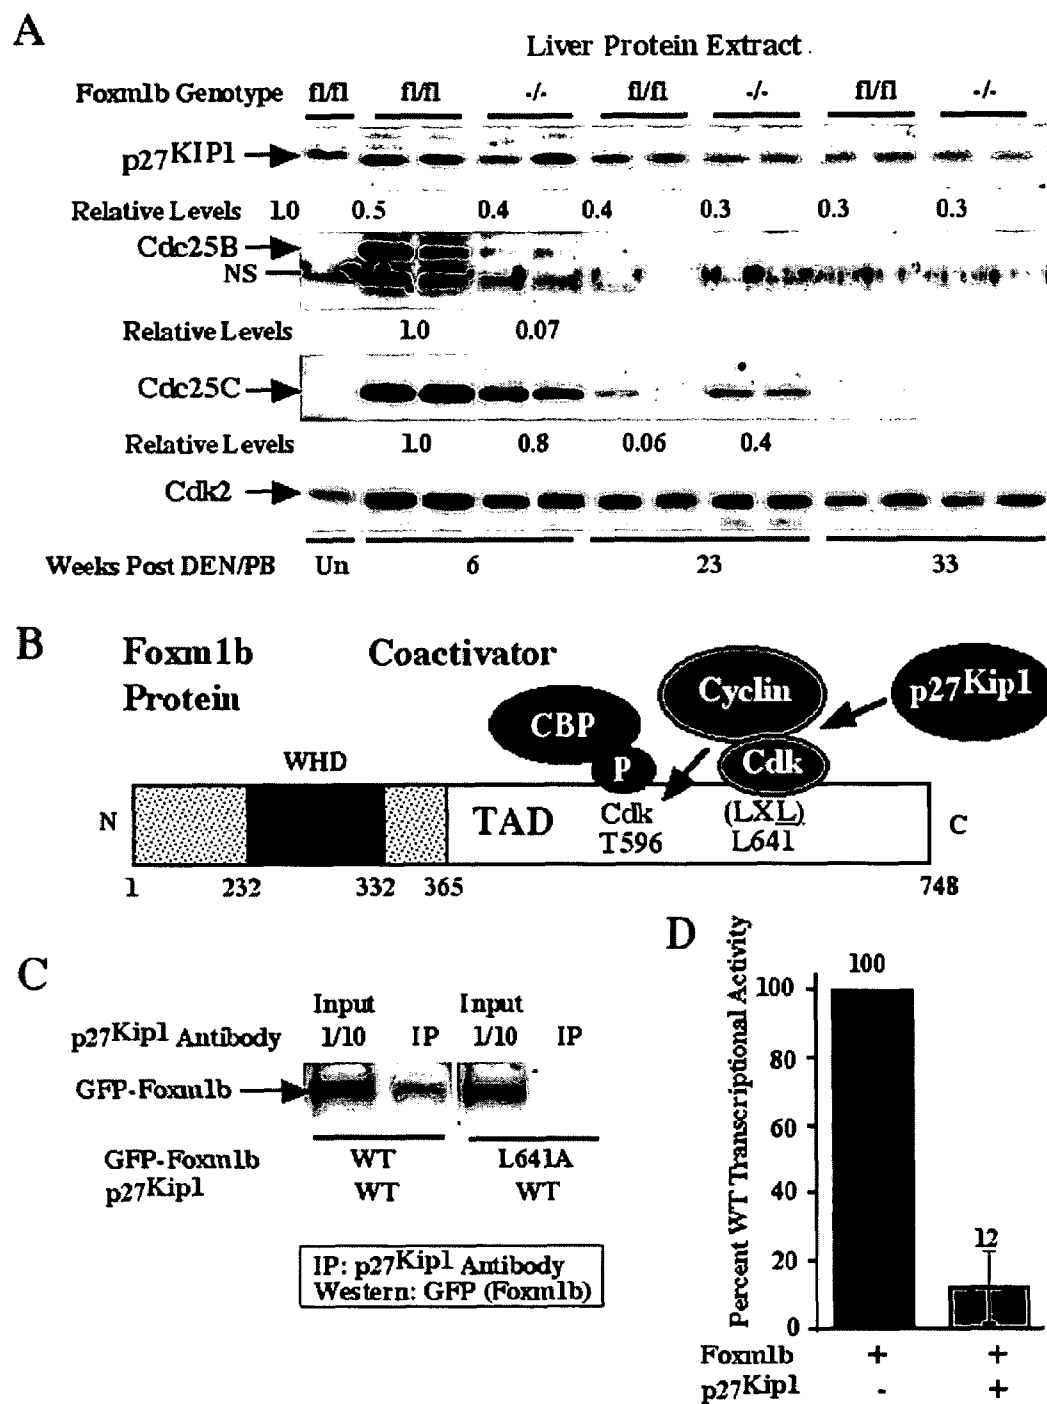 A
Liver Protein Extract
Foxm1b Genotype fl/fl fl/fl -/- fl/fl -/- fl/fl -/-
p27KIP1
Relative Levels 1.0 0.5 0.4 0.4 0.3 0.3 0.3
Cdc25B
NS
Relative Levels 1.0 0.07
Cdc25C
Relative Levels 1.0 0.8 0.06 0.4
Cdk2
Weeks Post DEN/PB Un 6 23 33
B
Foxm1b Coactivator
Protein
Cyclin
p27Kip1
CBP
P
Cdk
WHD
N TAD Cdk (LXL) C
T596 L641
1 232 332 365 748
C
Input Input
p27Kip1 Antibody 1/10 IP 1/10 IP
GFP-Foxm1b
GFP-Foxm1b WT L641A
p27Kip1 WT WT
IP: p27Kip1 Antibody
Western: GFP (Foxm1b)
D
Percent WT Transcriptional Activity
100
100
80
60
40
12
20
0
Foxm1b + +
p27Kip1 - +